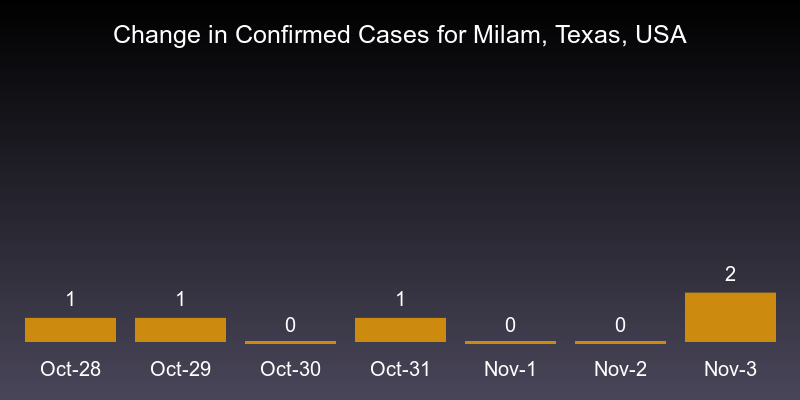 Change in Confirmed Cases for Milam, Texas, USA
1 1 0 1 0 0 2
Oct-28 Oct-29 Oct-30 Oct-31 Nov-1 Nov-2 Nov-3